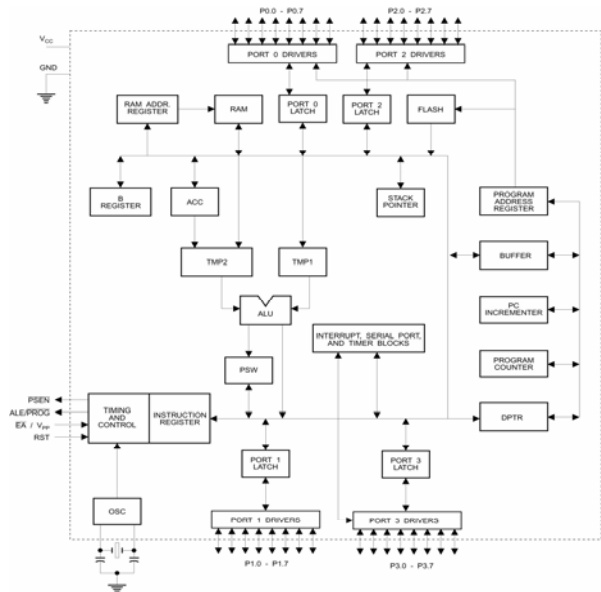 P0.0 - P0.7
P2.0 - P2.7
VCC
GND
PORT 0 DRIVERS
PORT 2 DRIVERS
RAM ADDR.
REGISTER
RAM
PORT 0
LATCH
PORT 2
LATCH
FLASH
B
REGISTER
ACC
STACK
POINTER
PROGRAM
ADDRESS
REGISTER
TMP2
TMP1
BUFFER
ALU
PC
INCREMENTER
INTERRUPT, SERIAL PORT,
AND TIMER BLOCKS
PSW
PROGRAM
COUNTER
PSEN
ALE/PROG
EA / VPP
RST
TIMING
AND
CONTROL
INSTRUCTION
REGISTER
DPTR
PORT 1
LATCH
PORT 3
LATCH
OSC
PORT 1 DRIVERS
PORT 3 DRIVERS
P1.0 - P1.7
P3.0 - P3.7